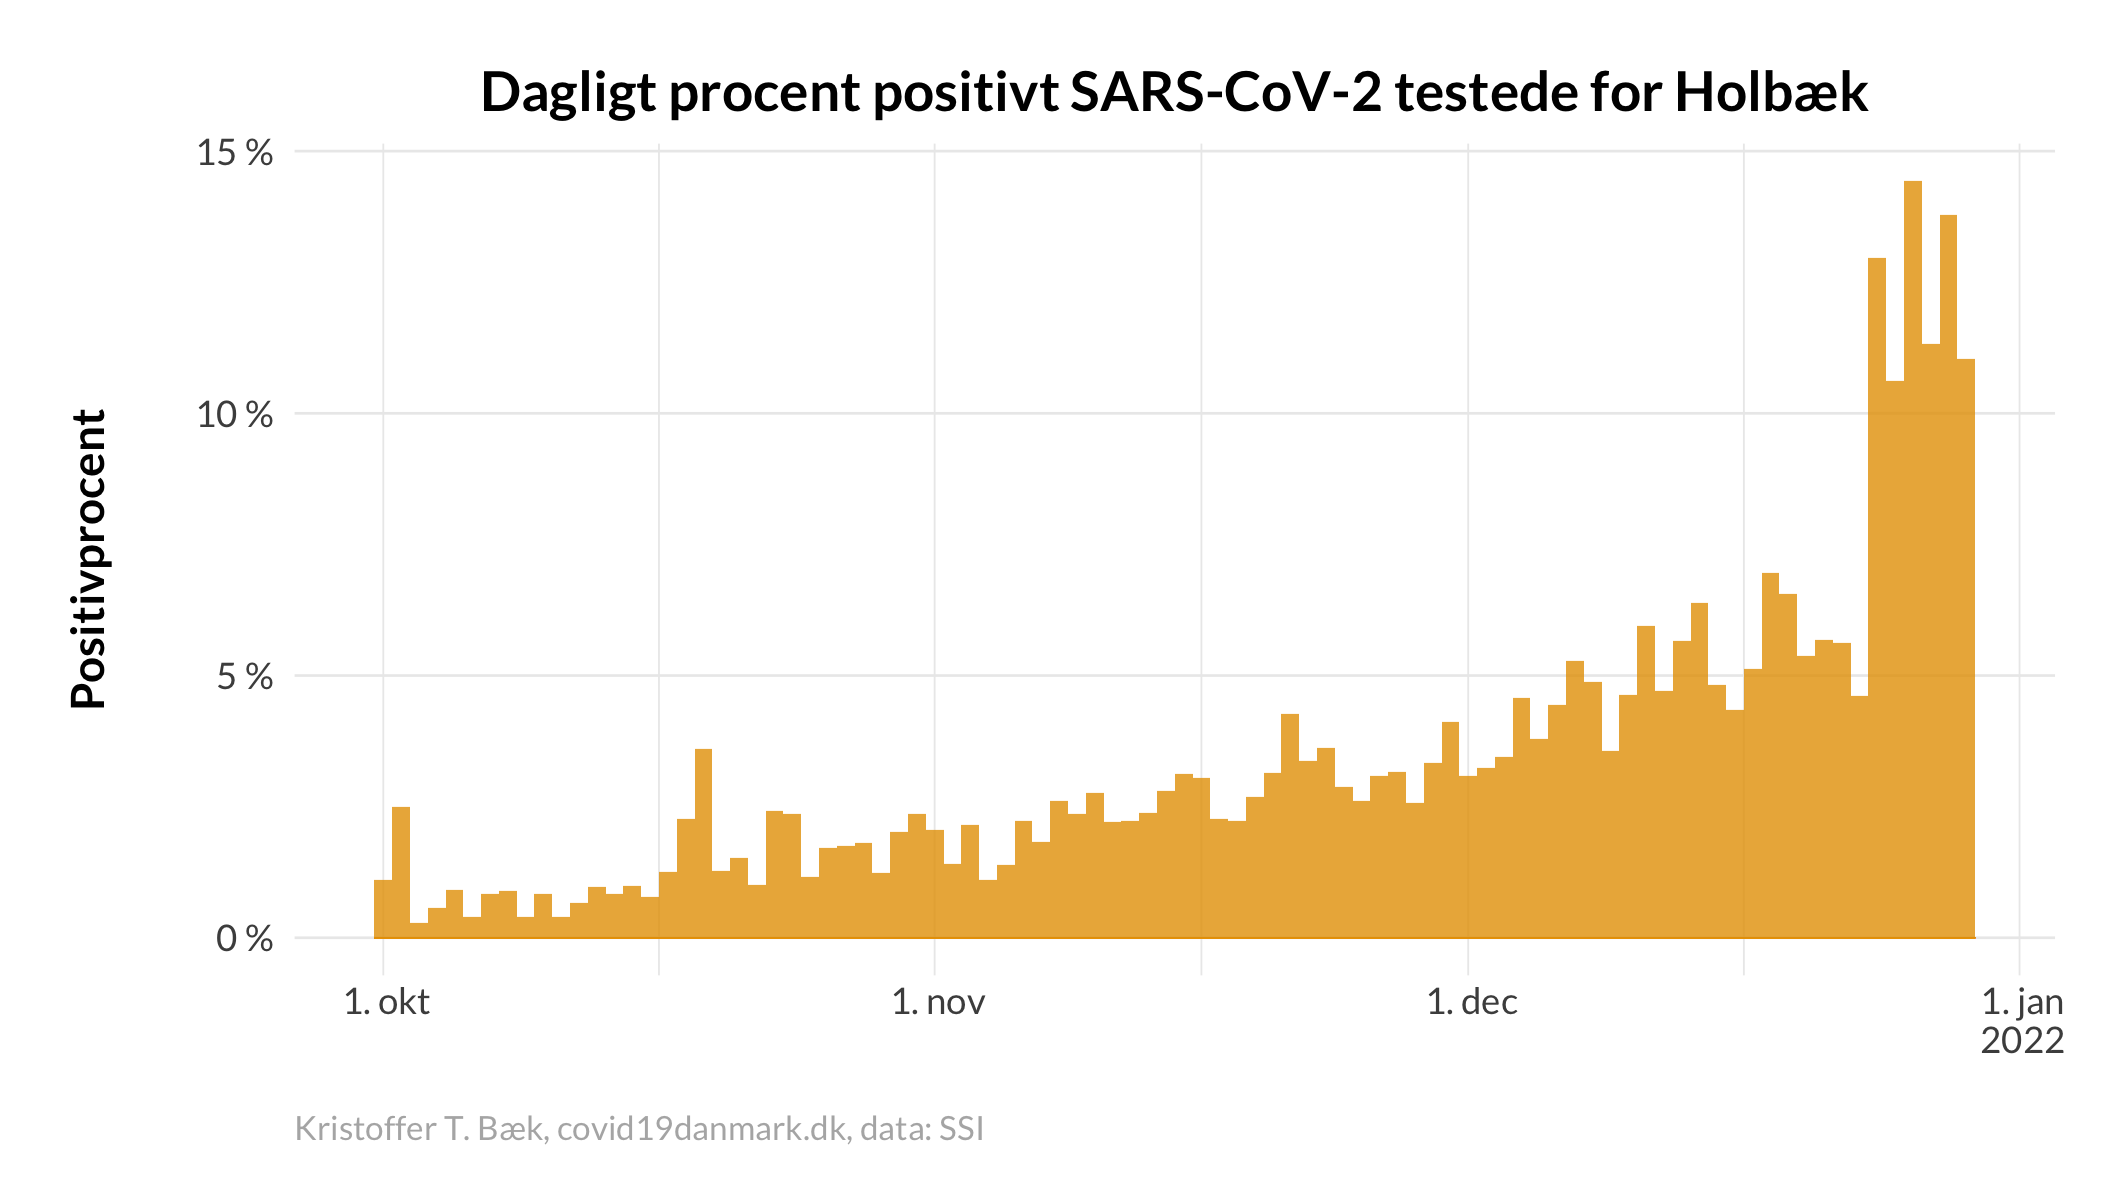 Dagligt procent positivt SARS-CoV-2 testede for Holbæk
Positivprocent
15 %
10 %
5 %
0 %
1. okt
1. nov
1. dec
1. jan
2022
Kristoffer T. Bæk, covid19danmark.dk, data: SSI